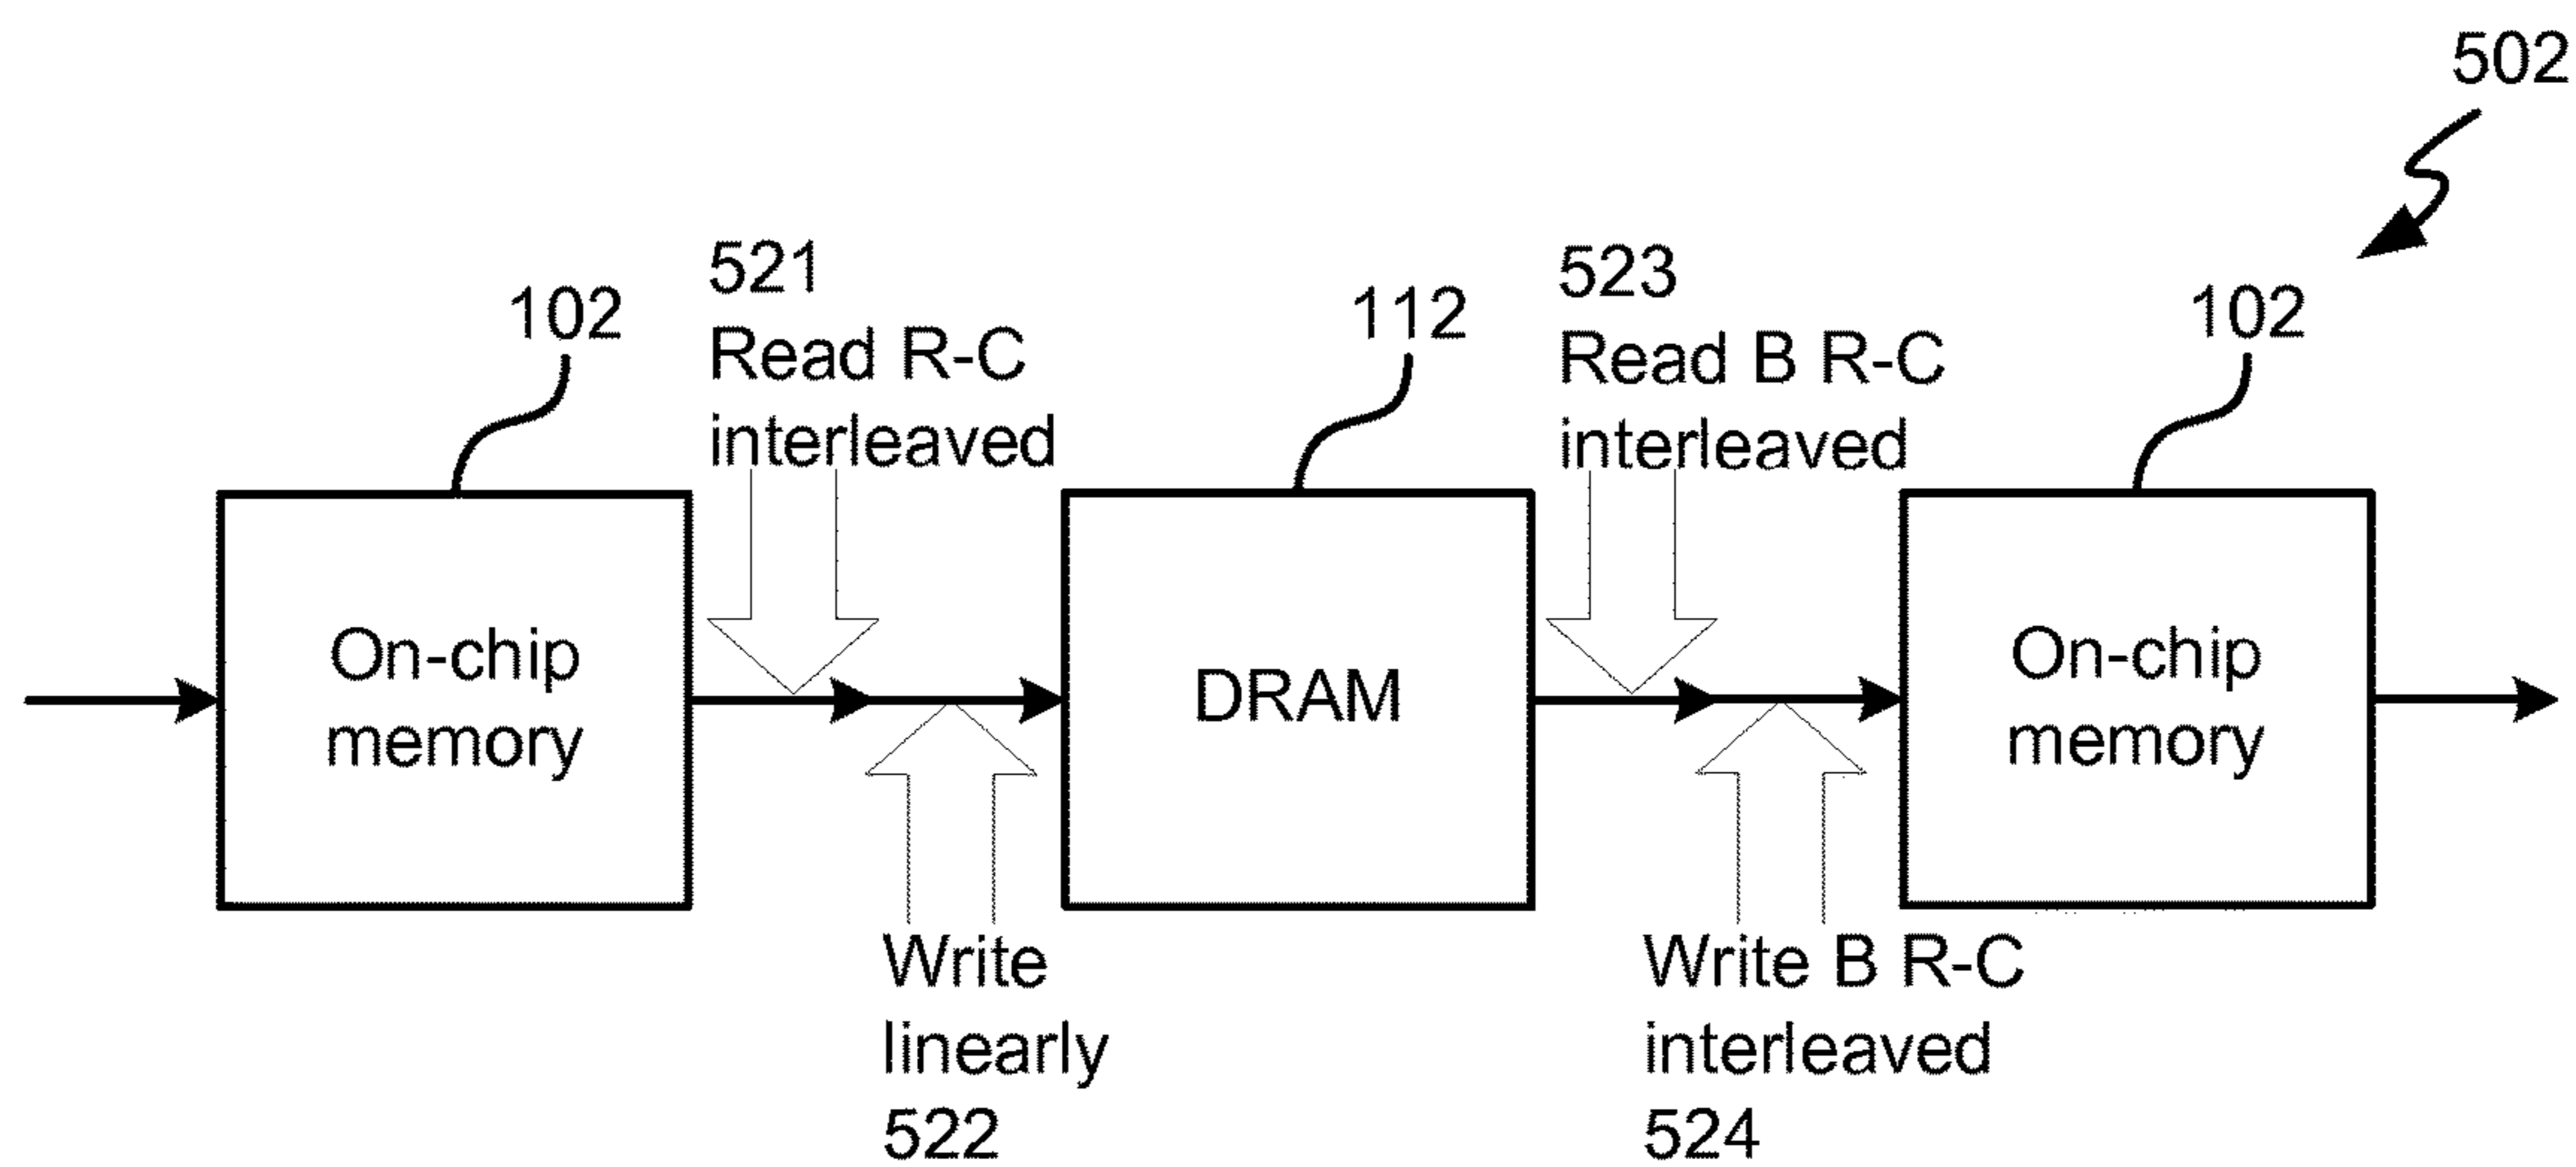 502
521
Read R-C
interleaved
523
Read B R-C
interleaved
102
112
102
On-chip
memory
DRAM
On-chip
memory
Write
linearly
522
Write B R-C
interleaved
524